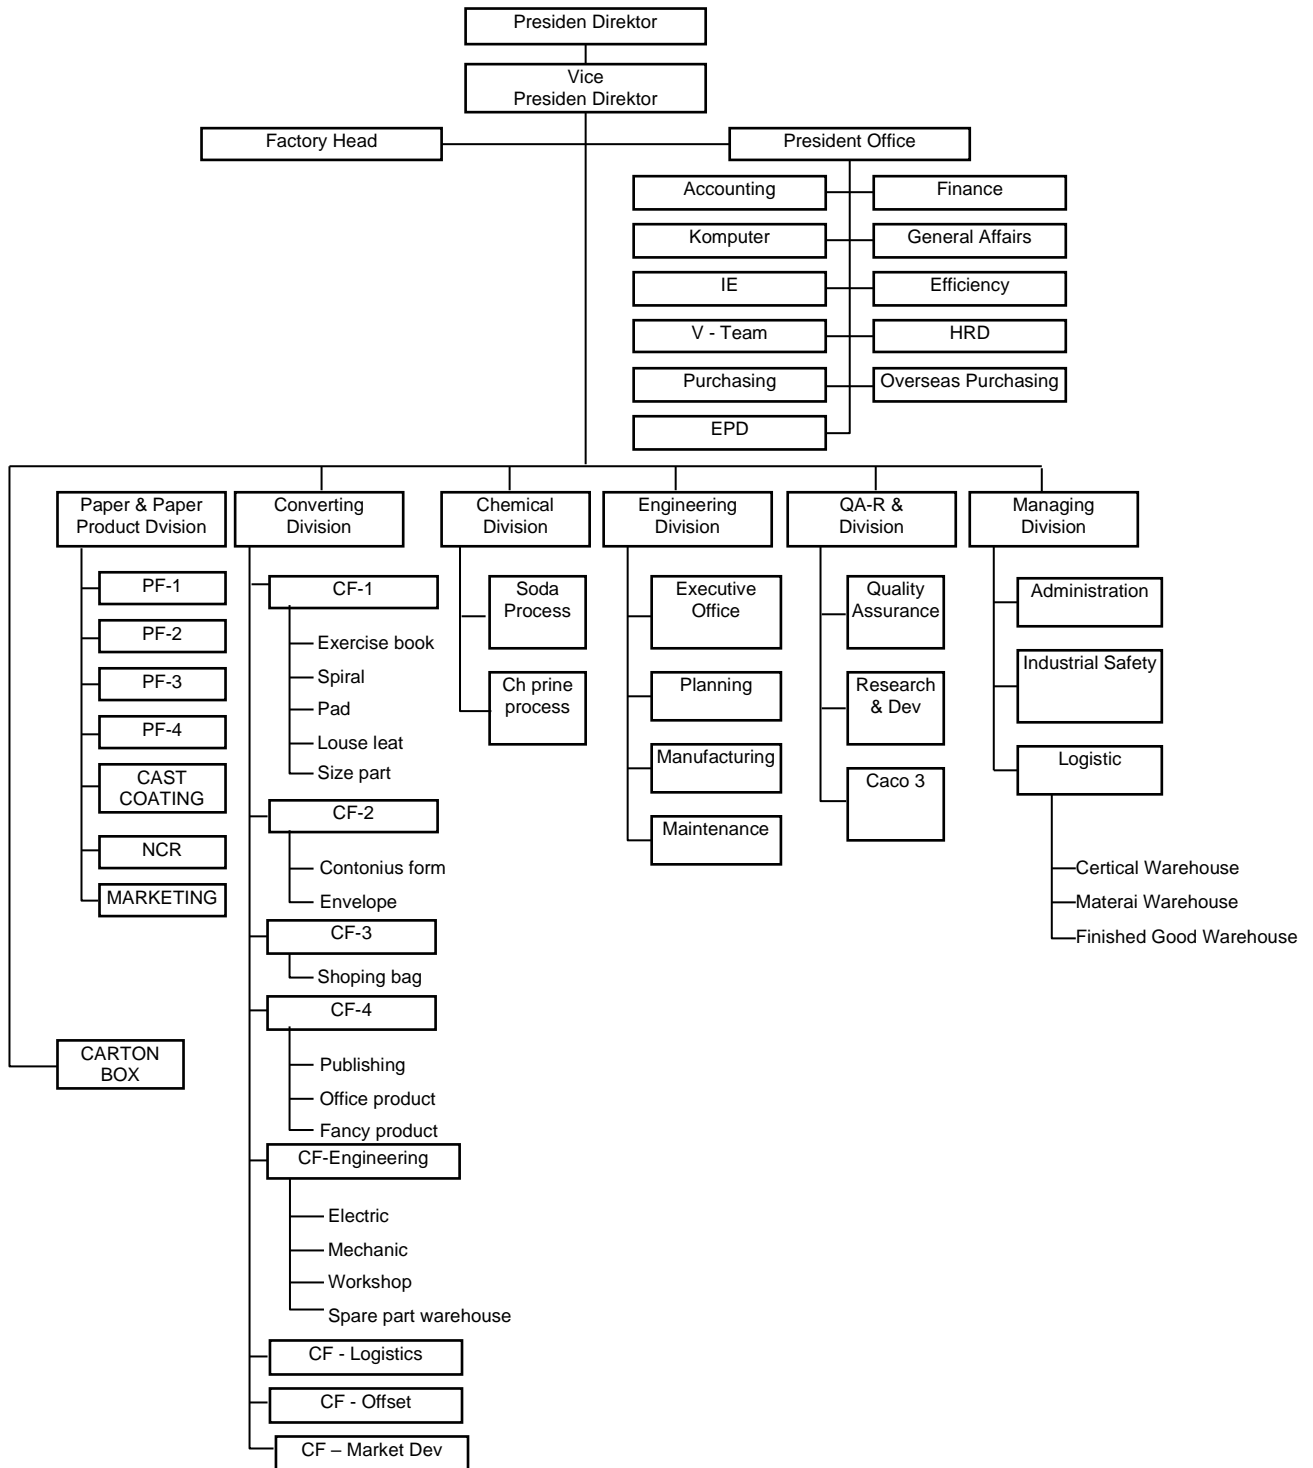 Presiden Direktor
Vice
Presiden Direktor
Factory Head
President Office
Accounting
Finance
Komputer
General Affairs
IE
Efficiency
V - Team
HRD
Purchasing
Overseas Purchasing
EPD
Paper & Paper
Product Dvision
PF-1
PF-2
PF-3
PF-4
CAST
COATING
NCR
MARKETING
CARTON
BOX
Converting
Division
CF-1
Exercise book
Spiral
Pad
Louse leat
Size part
CF-2
Contonius form
Envelope
CF-3
Shoping bag
CF-4
Publishing
Office product
Fancy product
CF-Engineering
Electric
Mechanic
Workshop
Spare part warehouse
CF - Logistics
CF - Offset
CF – Market Dev
Chemical
Division
Soda
Process
Ch prine
process
Engineering
Division
Executive
Office
Planning
Manufacturing
Maintenance
QA-R &
Division
Quality
Assurance
Research
& Dev
Caco 3
Managing
Division
Administration
Industrial Safety
Logistic
Certical Warehouse
Materai Warehouse
Finished Good Warehouse